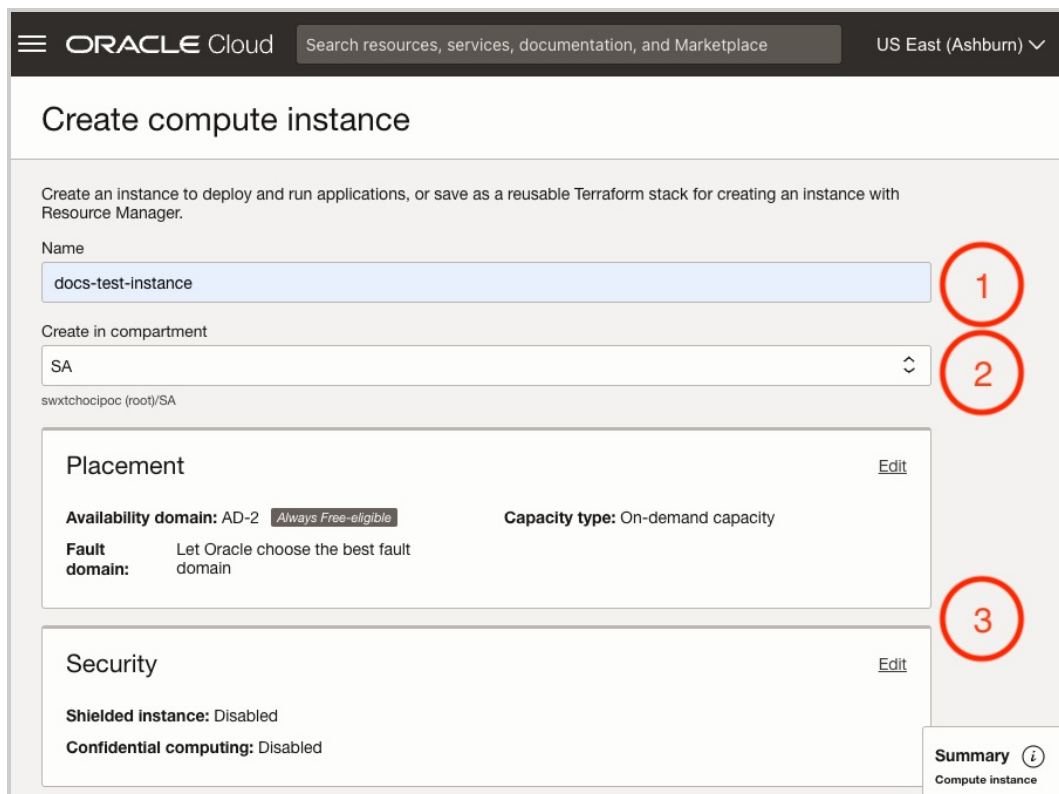 ORACLE Cloud
Search resources, services, documentation, and Marketplace
US East (Ashburn)
Create compute instance
Create an instance to deploy and run applications, or save as a reusable Terraform stack for creating an instance with
Resource Manager.
Name
docs-test-instance
1
Create in compartment
SA
2
swxtchocipoc (root)/SA
Placement
Edit
Availability domain: AD-2 Always Free-eligible
Capacity type: On-demand capacity
Fault domain: Let Oracle choose the best fault domain
3
Security
Edit
Shielded instance: Disabled
Confidential computing: Disabled
Summary i
Compute instance